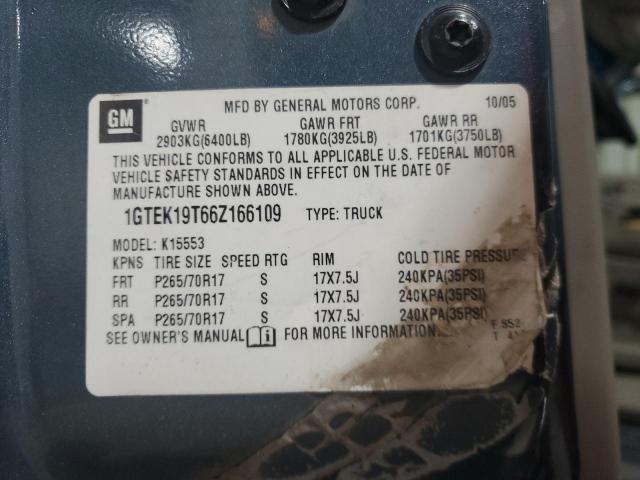 GM
MFD BY GENERAL MOTORS CORP. 10/05
GVWR GAWR FRT GAWR RR
2903KG(6400LB) 1780KG(3925LB) 1701KG(3750LB)
THIS VEHICLE CONFORMS TO ALL APPLICABLE U.S. FEDERAL MOTOR
VEHICLE SAFETY STANDARDS IN EFFECT ON THE DATE OF
MANUFACTURE SHOWN ABOVE.
1GTEK19T66Z166109 TYPE: TRUCK
MODEL: K15553
KPNS TIRE SIZE SPEED RTG RIM COLD TIRE PRESSURE
FRT P265/70R17 S 17X7.5J 240KPA(35PSI)
RR P265/70R17 S 17X7.5J 240KPA(35PSI)
SPA P265/70R17 S 17X7.5J 240KPA(35PSI)
SEE OWNER'S MANUAL FOR MORE INFORMATION.